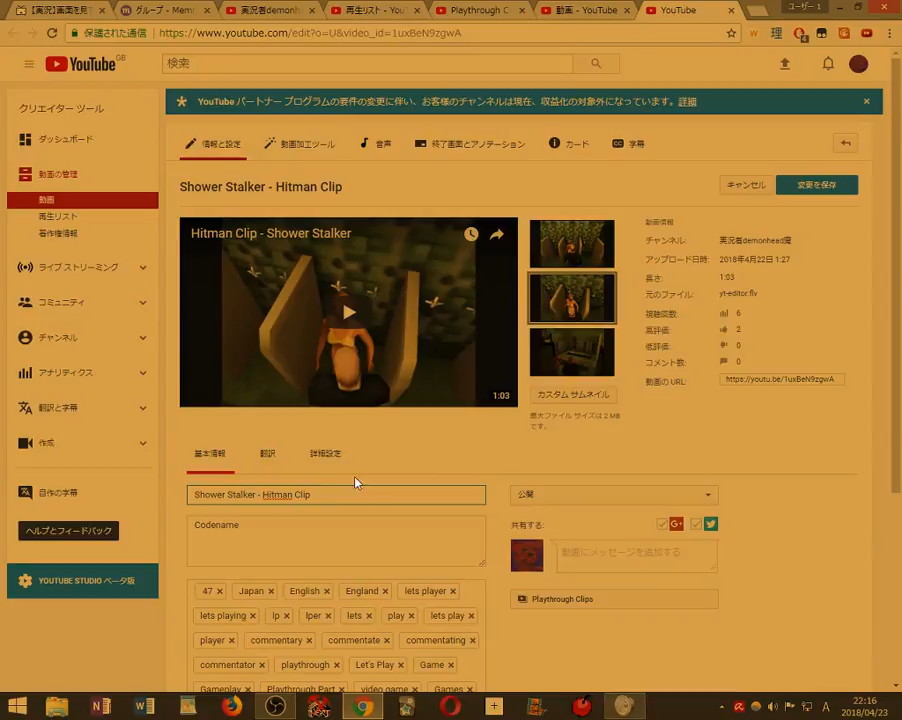 【実況】画面を見て
グループ - Mem
実況者demonh
再生リスト - You
Playthrough C
動画 - YouTube
YouTube
ユーザー 1
保護された通信
https://www.youtube.com/edit?o=U&video_id=1uxBeN9zgwA
YouTube GB
検索
クリエイター ツール
YouTube パートナー プログラムの要件の変更に伴い、お客様のチャンネルは現在、収益化の対象外になっています。詳細
ダッシュボード
動画の管理
動画
再生リスト
著作権情報
ライブ ストリーミング
コミュニティ
チャンネル
アナリティクス
翻訳と字幕
作成
自作の字幕
ヘルプとフィードバック
YOUTUBE STUDIO ベータ版
情報と設定
動画加工ツール
音声
終了画面とアノテーション
カード
字幕
Shower Stalker - Hitman Clip
キャンセル
変更を保存
Hitman Clip - Shower Stalker
1:03
カスタム サムネイル
最大ファイル サイズは 2 MB
です。
動画情報
チャンネル: 実況者demonhead魔
アップロード日時: 2018年4月22日 1:27
長さ: 1:03
元のファイル: yt-editor.flv
視聴回数: 6
高評価: 2
低評価: 0
コメント数: 0
動画の URL: https://youtu.be/1uxBeN9zgwA
基本情報
翻訳
詳細設定
Shower Stalker - Hitman Clip
Codename
47 Japan English England lets player
lets playing lp lper lets play lets play
player commentary commentate commentating
commentator playthrough Let's Play Game
Gameplay Playthrough Part video game Games
公開
共有する: G+
動画にメッセージを追加する
Playthrough Clips
A
22:16
2018/04/23